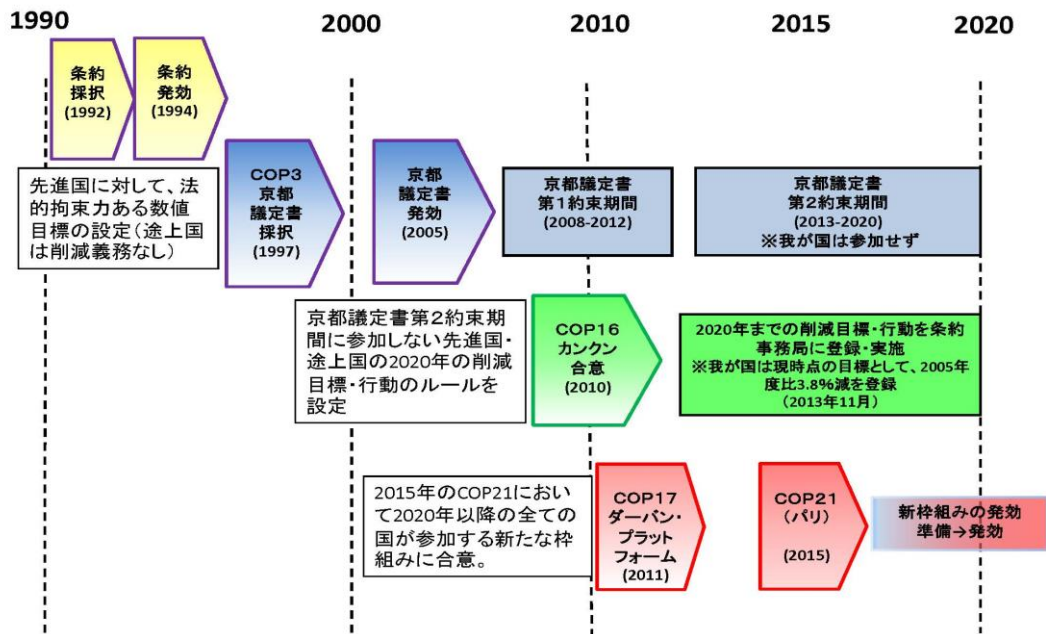 1990
2000
2010
2015
2020
条約
採択
(1992)
条約
発効
(1994)
先進国に対して、法
的拘束力ある数値
目標の設定(途上国
は削減義務なし)
COP3
京都
議定書
採択
(1997)
京都
議定書
発効
(2005)
京都議定書
第1約束期間
(2008-2012)
京都議定書
第2約束期間
(2013-2020)
※我が国は参加せず
京都議定書第2約束期
間に参加しない先進国・
途上国の2020年の削減
目標・行動のルールを
設定
COP16
カンクン
合意
(2010)
2020年までの削減目標・行動を条約
事務局に登録・実施
※我が国は現時点の目標として、2005年
度比3.8%減を登録
(2013年11月)
2015年のCOP21におい
て2020年以降の全ての
国が参加する新たな枠
組みに合意。
COP17
ダーバン・
プラット
フォーム
(2011)
COP21
(パリ)
(2015)
新枠組みの発効
準備→発効